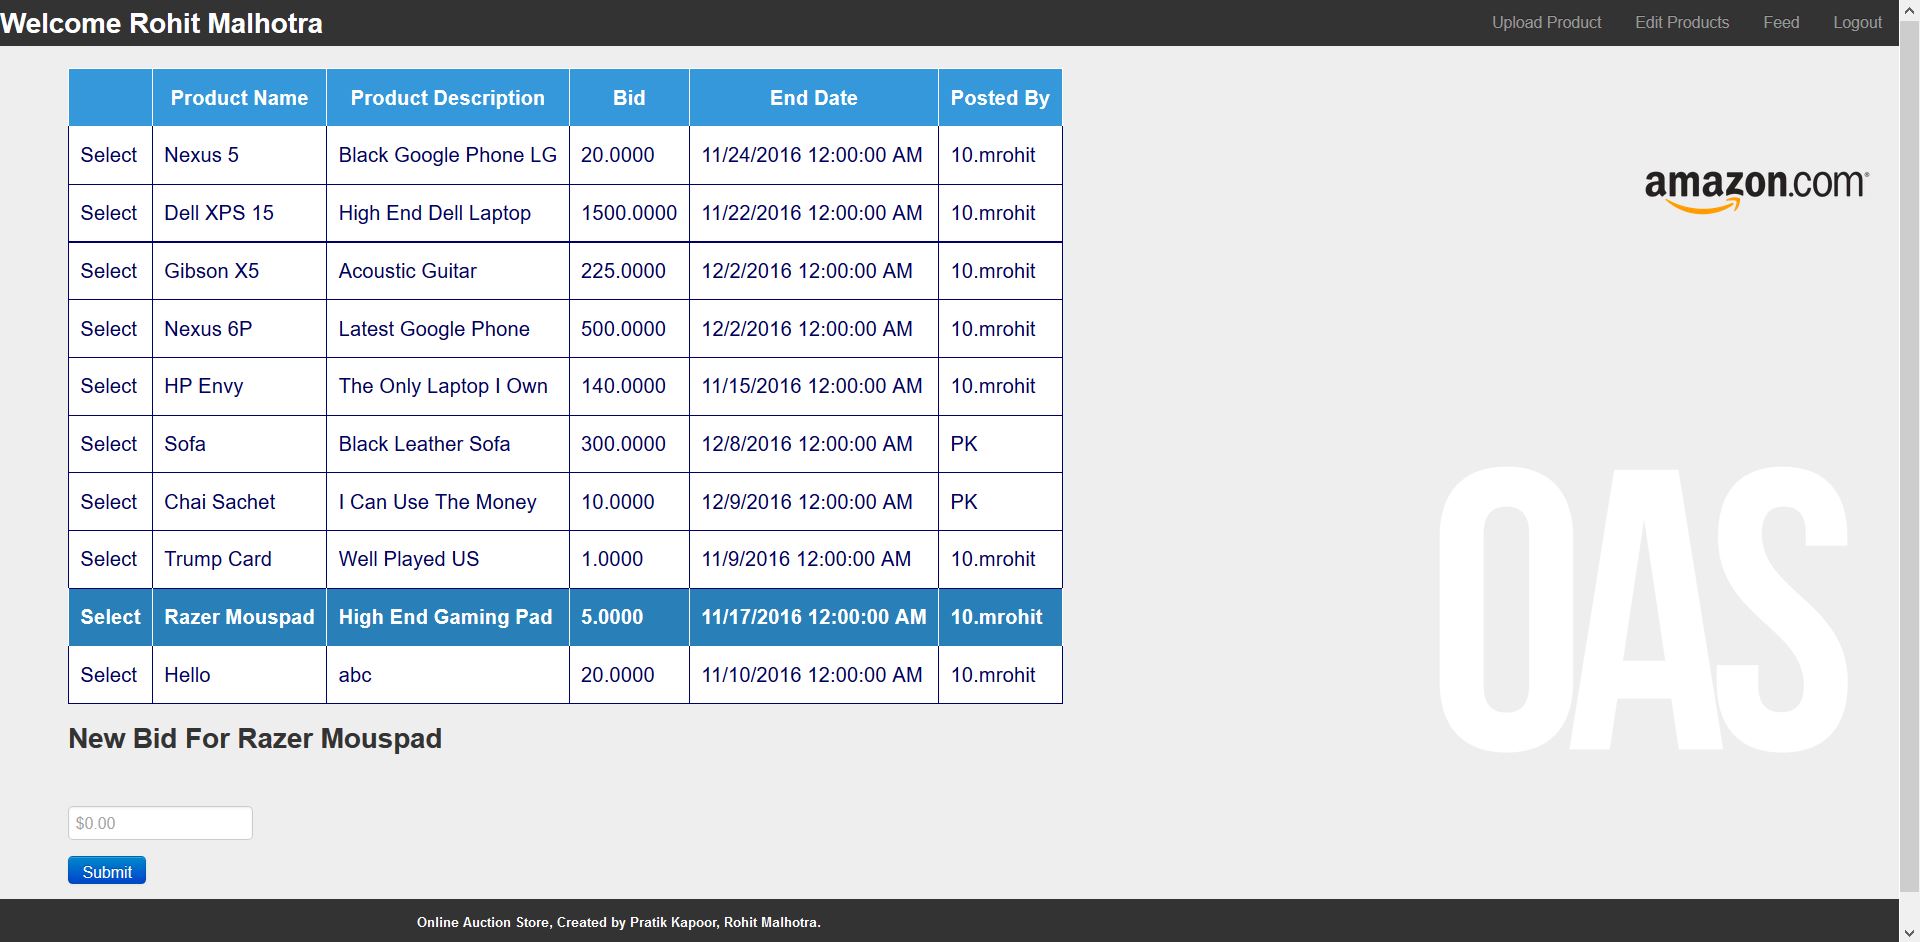 Welcome Rohit Malhotra
Upload Product Edit Products Feed Logout
Product Name Product Description Bid End Date Posted By
Select Nexus 5 Black Google Phone LG 20.0000 11/24/2016 12:00:00 AM 10.mrohit
Select Dell XPS 15 High End Dell Laptop 1500.0000 11/22/2016 12:00:00 AM 10.mrohit
Select Gibson X5 Acoustic Guitar 225.0000 12/2/2016 12:00:00 AM 10.mrohit
Select Nexus 6P Latest Google Phone 500.0000 12/2/2016 12:00:00 AM 10.mrohit
Select HP Envy The Only Laptop I Own 140.0000 11/15/2016 12:00:00 AM 10.mrohit
Select Sofa Black Leather Sofa 300.0000 12/8/2016 12:00:00 AM PK
Select Chai Sachet I Can Use The Money 10.0000 12/9/2016 12:00:00 AM PK
Select Trump Card Well Played US 1.0000 11/9/2016 12:00:00 AM 10.mrohit
Select Razer Mouspad High End Gaming Pad 5.0000 11/17/2016 12:00:00 AM 10.mrohit
Select Hello abc 20.0000 11/10/2016 12:00:00 AM 10.mrohit
amazon.com®
OAS
New Bid For Razer Mouspad
$0.00
Submit
Online Auction Store, Created by Pratik Kapoor, Rohit Malhotra.